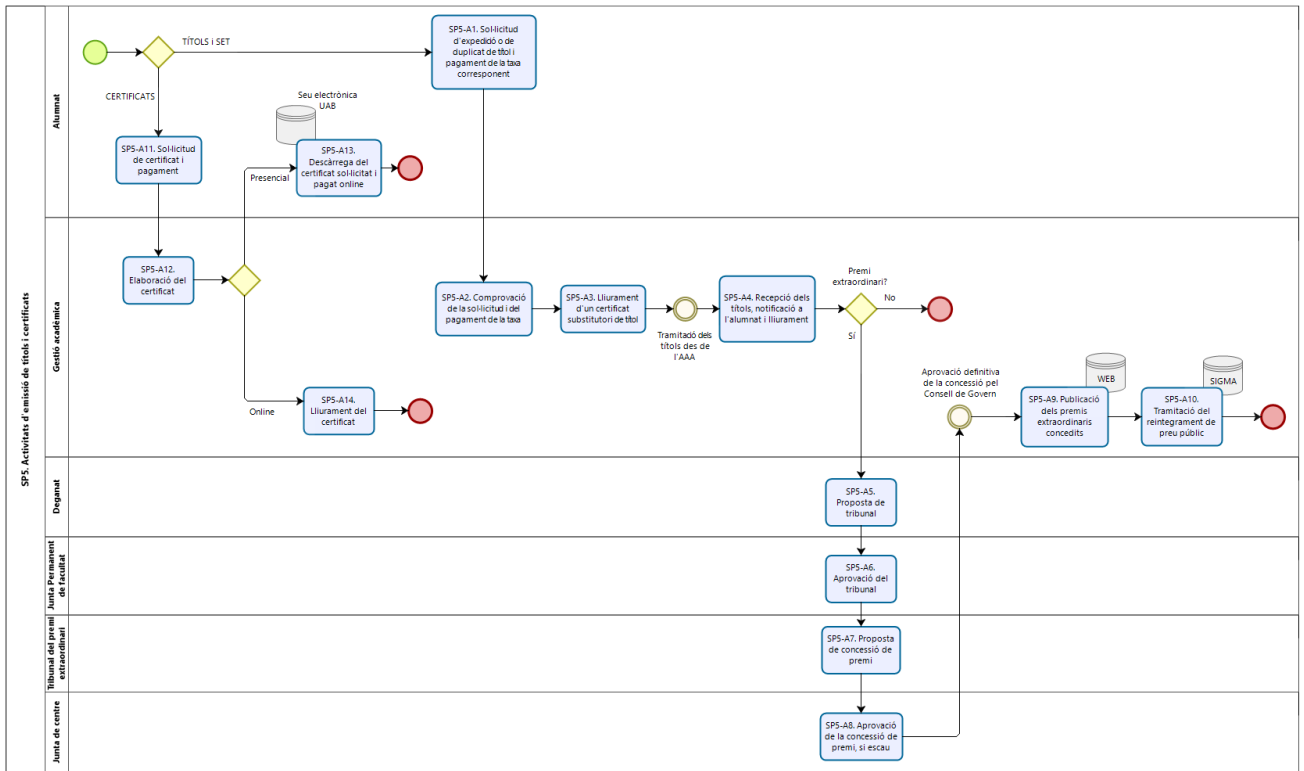 SP5. Activitats d'emissió de títols i certificats
Alumnat
TÍTOLS i SET
CERTIFICATS
SP5-A1. Sol·licitud
d'expedició o de
duplicat de títol i
pagament de la taxa
corresponent
Seu electrònica
UAB
SP5-A11. Sol·licitud
de certificat i
pagament
SP5-A13.
Descàrrega del
certificat sol·licitat i
pagat online
Presencial
Gestió acadèmica
SP5-A12.
Elaboració del
certificat
SP5-A2. Comprovació
de la sol·licitud i del
pagament de la taxa
SP5-A3. Lliurament
d'un certificat
substitutori de títol
Tramitació dels
títols des de
l'AAA
SP5-A4. Recepció dels
títols, notificació a
l'alumnat i lliurament
Premi
extraordinari?
No
Sí
Online
SP5-A14.
Lliurament del
certificat
Aprovació definitiva
de la concessió pel
Consell de Govern
WEB
SP5-A9. Publicació
dels premis
extraordinaris
concedits
SIGMA
SP5-A10.
Tramitació del
reintegrament de
preu públic
Deganat
SP5-A5.
Proposta de
tribunal
Junta Permanent
de facultat
SP5-A6.
Aprovació del
tribunal
Tribunal del premi
extraordinari
SP5-A7. Proposta
de concessió de
premi
Junta de centre
SP5-A8. Aprovació
de la concessió de
premi, si escau